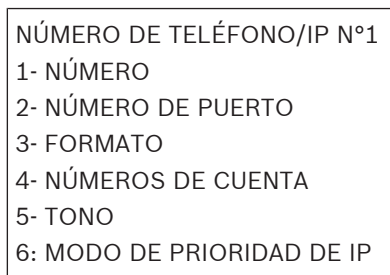 NÚMERO DE TELÉFONO/IP N°1
1- NÚMERO
2- NÚMERO DE PUERTO
3- FORMATO
4- NÚMEROS DE CUENTA
5- TONO
6: MODO DE PRIORIDAD DE IP